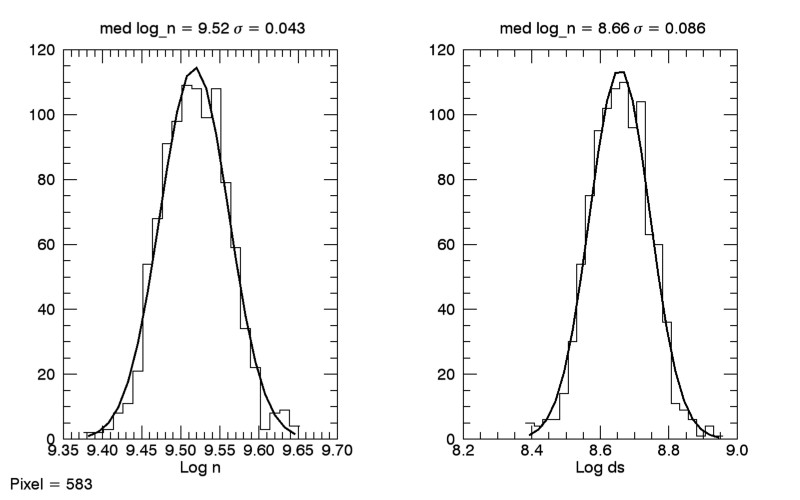 med log_n = 9.52 σ = 0.043
120
100
80
60
40
20
0
9.35 9.40 9.45 9.50 9.55 9.60 9.65 9.70
Log n
med log_n = 8.66 σ = 0.086
120
100
80
60
40
20
0
8.2 8.4 8.6 8.8 9.0
Log ds
Pixel = 583